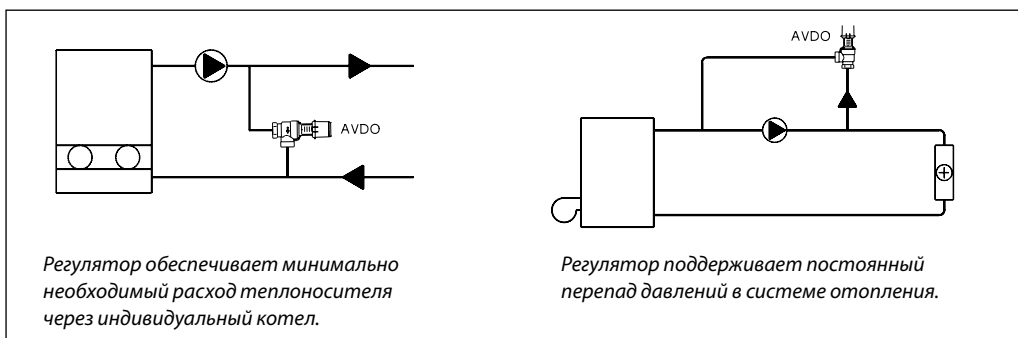 AVDO
AVDO
Регулятор обеспечивает минимально
необходимый расход теплоносителя
через индивидуальный котел.
Регулятор поддерживает постоянный
перепад давлений в системе отопления.